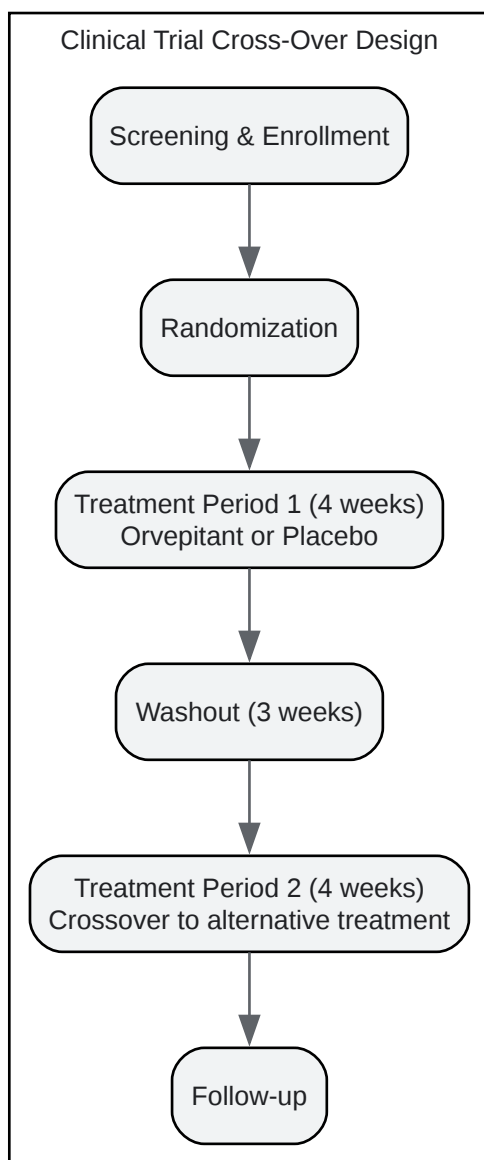 Clinical Trial Cross-Over Design
Screening & Enrollment
Randomization
Treatment Period 1 (4 weeks)
Orvepitant or Placebo
Washout (3 weeks)
Treatment Period 2 (4 weeks)
Crossover to alternative treatment
Follow-up